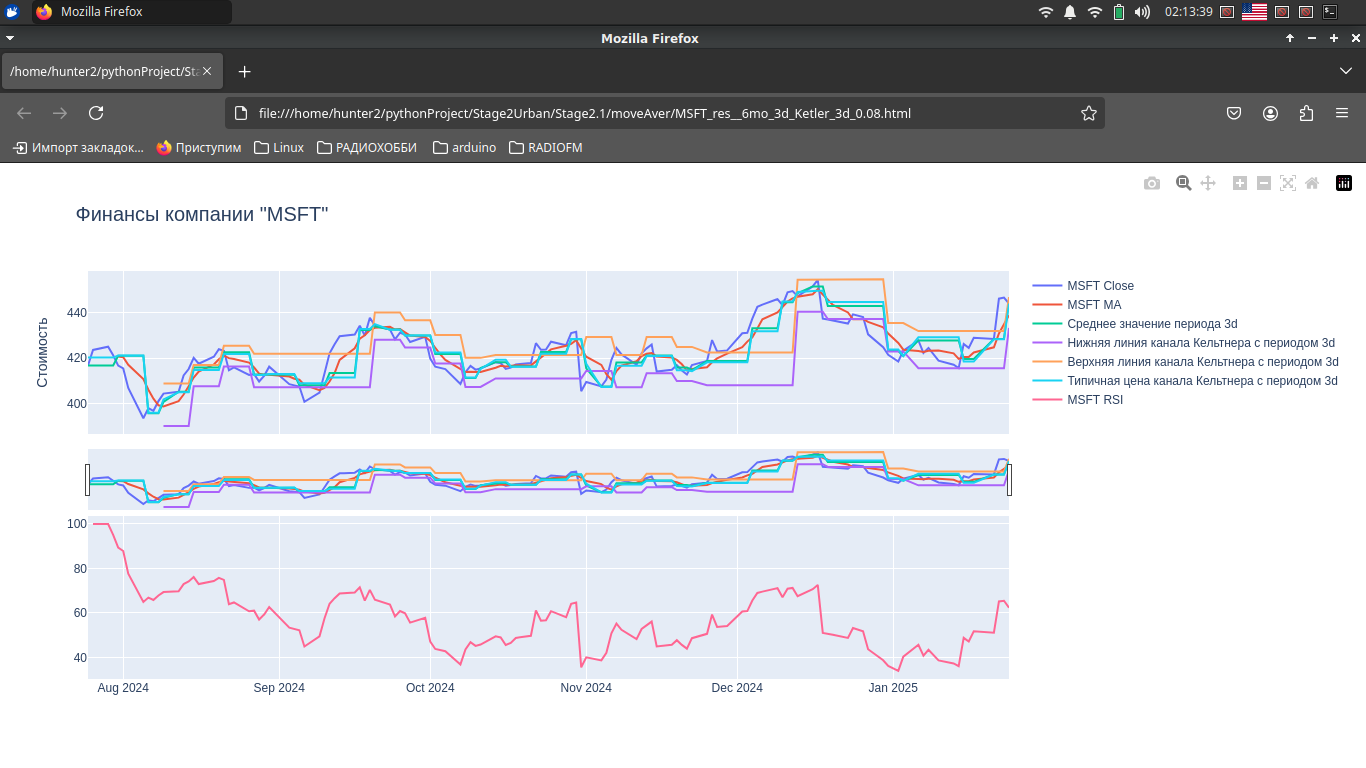 Mozilla Firefox
02:13:39
Mozilla Firefox
/home/hunter2/pythonProject/Sta
file:///home/hunter2/pythonProject/Stage2Urban/Stage2.1/moveAver/MSFT_res__6mo_3d_Ketler_3d_0.08.html
Импорт закладок… Приступим Linux РАДИОХОББИ arduino RADIOFM
Финансы компании "MSFT"
Стоимость
440
420
400
MSFT Close
MSFT MA
Среднее значение периода 3d
Нижняя линия канала Кельтнера с периодом 3d
Верхняя линия канала Кельтнера с периодом 3d
Типичная цена канала Кельтнера с периодом 3d
MSFT RSI
100
80
60
40
Aug 2024 Sep 2024 Oct 2024 Nov 2024 Dec 2024 Jan 2025